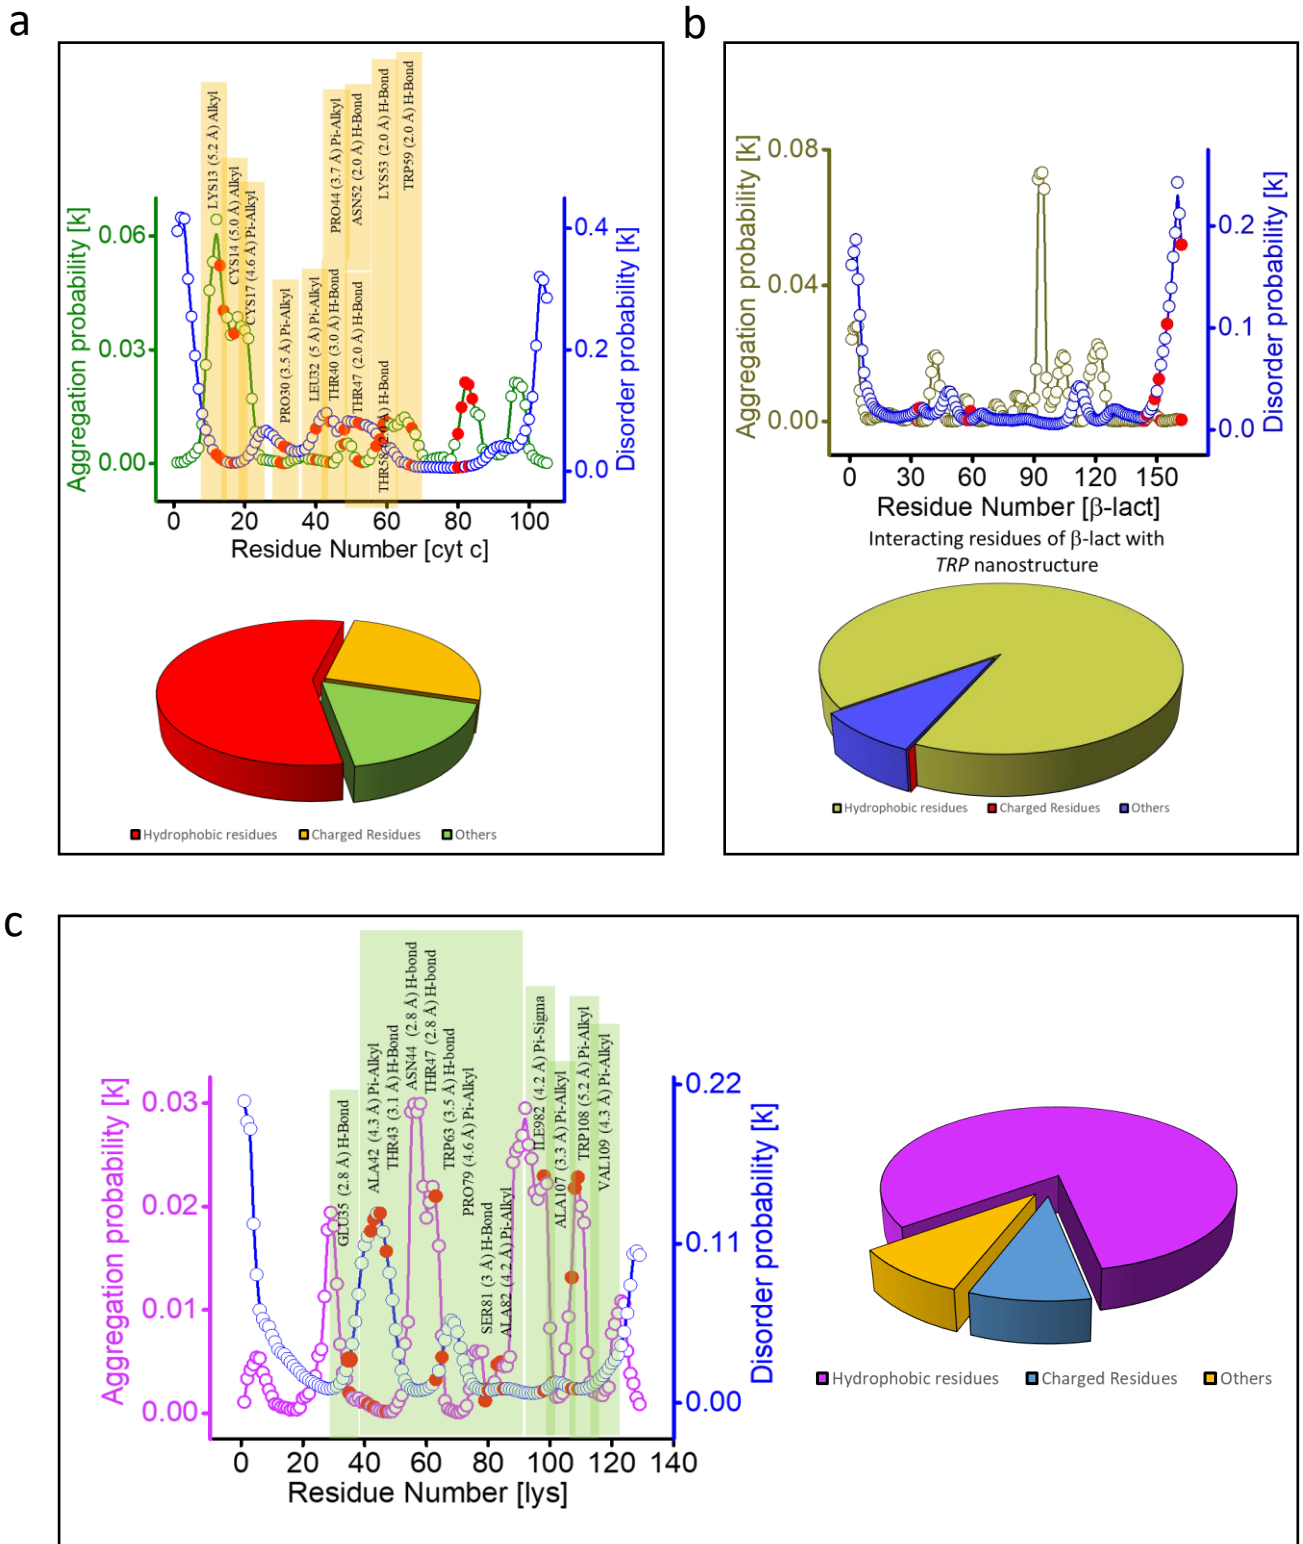 a
LYS13 (5.2 Å) Alkyl
CYS14 (5.0 Å) Alkyl
CYS17 (4.6 Å) Pi-Alkyl
PRO30 (3.5 Å) Pi-Alkyl
LEU32 (5 Å) Pi-Alkyl
THR40 (3.0 Å) H-Bond
PRO44 (3.7 Å) Pi-Alkyl
THR47 (2.0 Å) H-Bond
ASN52 (2.0 Å) H-Bond
THR58 (2.0 Å) H-Bond
LYS53 (2.0 Å) H-Bond
TRP59 (2.0 Å) H-Bond
Aggregation probability [k]
0.06
0.03
0.00
0.4
0.2
0.0
Disorder probability [k]
0 20 40 60 80 100
Residue Number [cyt c]
Hydrophobic residues Charged Residues Others
b
Aggregation probability [k]
0.08
0.04
0.00
0.2
0.1
0.0
Disorder probability [k]
0 30 60 90 120 150
Residue Number [β-lact]
Interacting residues of β-lact with
TRP nanostructure
Hydrophobic residues Charged Residues Others
c
GLU35 (2.8 Å) H-Bond
ALA42 (4.3 Å) Pi-Alkyl
THR43 (3.1 Å) H-Bond
ASN44 (2.8 Å) H-bond
THR47 (2.8 Å) H-bond
TRP63 (3.5 Å) H-bond
PRO79 (4.6 Å) Pi-Alkyl
SER81 (3 Å) H-Bond
ALA82 (4.2 Å) Pi-Alkyl
ILE982 (4.2 Å) Pi-Sigma
ALA107 (3.3 Å) Pi-Alkyl
TRP108 (5.2 Å) Pi-Alkyl
VAL109 (4.3 Å) Pi-Alkyl
Aggregation probability [k]
0.03
0.02
0.01
0.00
0.22
0.11
0.00
Disorder probability [k]
0 20 40 60 80 100 120 140
Residue Number [lys]
Hydrophobic residues Charged Residues Others